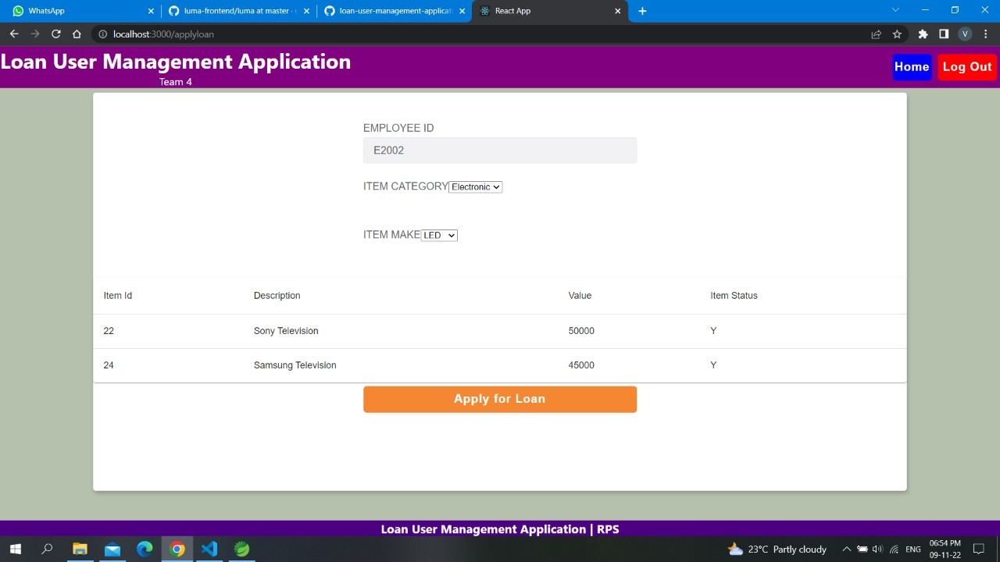 WhatsApp
luma-frontend/luma at master · 
loan-user-management-applicat
React App
localhost:3000/applyloan
V
Loan User Management Application
Team 4
Home
Log Out
EMPLOYEE ID
E2002
ITEM CATEGORY Electronic
ITEM MAKE LED
Item Id Description Value Item Status
22 Sony Television 50000 Y
24 Samsung Television 45000 Y
Apply for Loan
Loan User Management Application | RPS
23°C Partly cloudy
ENG
06:54 PM
09-11-22